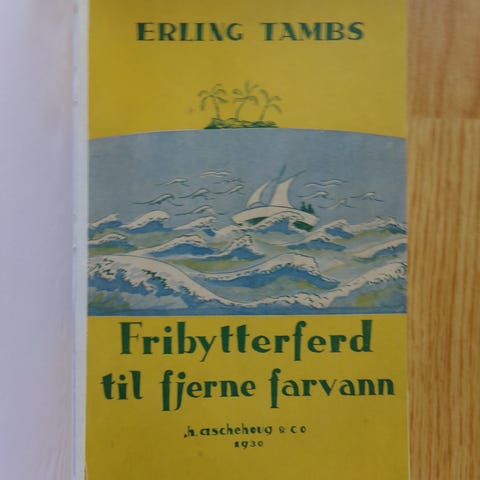 ERLING TAMBS
Fribytterferd
til fjerne farvann
h. aschehoug & co
1930